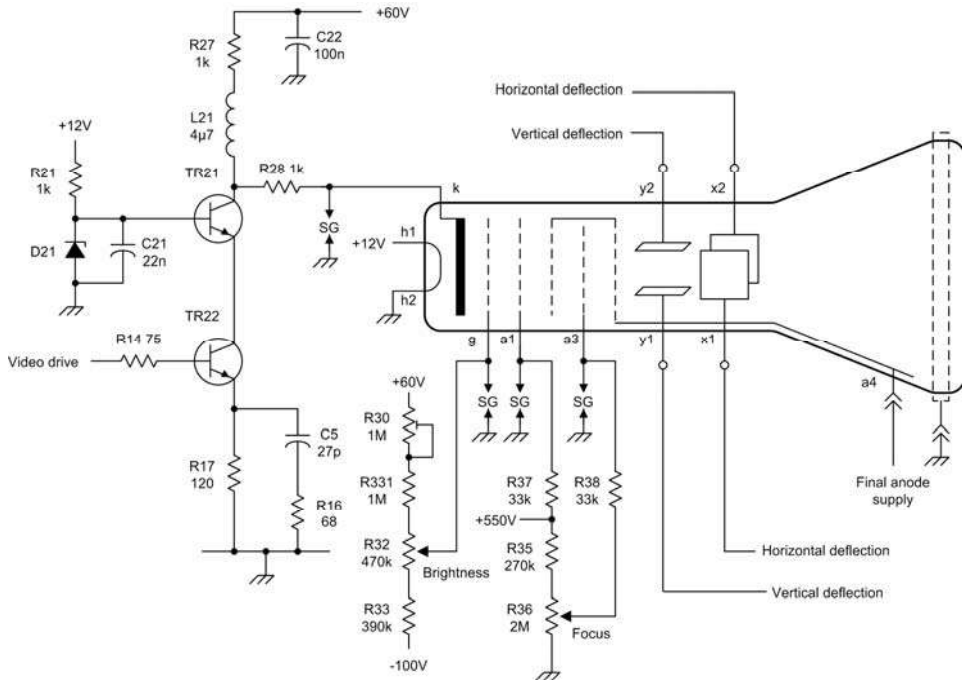 +60V
C22
100n
R27
1k
L21
4µ7
+12V
R21
1k
TR21
R28 1k
D21
C21
22n
SG
TR22
Video drive
R14 75
C5
27p
R17
120
R16
68
Horizontal deflection
Vertical deflection
k
y2
x2
h1
+12V
h2
g
a1
a3
y1
x1
a4
SG
SG
SG
+60V
R30
1M
R331
1M
R32
470k
Brightness
R33
390k
-100V
R37
33k
R38
33k
+550V
R35
270k
R36
2M
Focus
Final anode
supply
Horizontal deflection
Vertical deflection